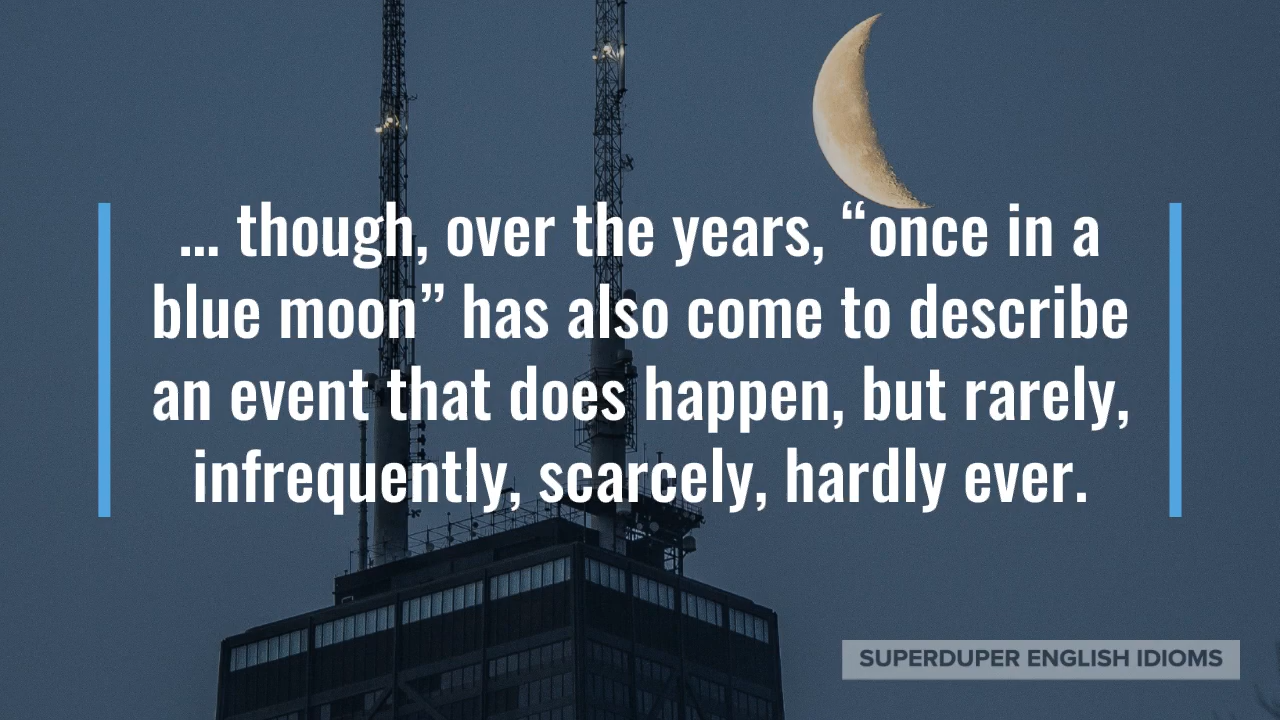 ... though, over the years, “once in a
blue moon” has also come to describe
an event that does happen, but rarely,
infrequently, scarcely, hardly ever.
SUPERDUPER ENGLISH IDIOMS